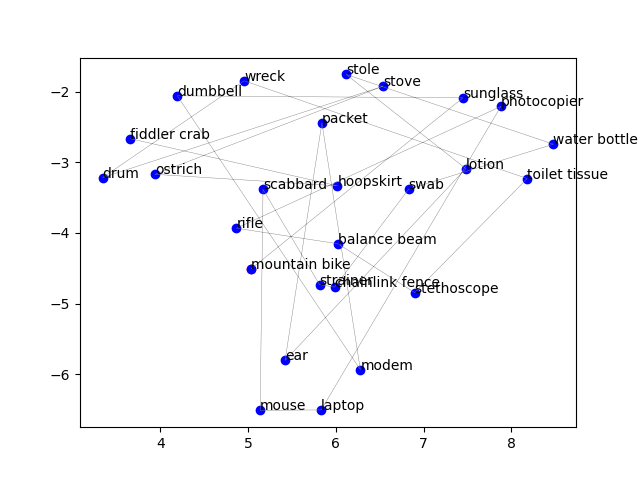 stole
wreck
stove
dumbbell
sunglass
photocopier
packet
fiddler crab
water bottle
lotion
ostrich
drum
toilet tissue
scabbard
hoopskirt
swab
rifle
balance beam
mountain bike
strainer
chainlink fence
stethoscope
ear
modem
mouse
laptop
−2
−3
−4
−5
−6
4
5
6
7
8